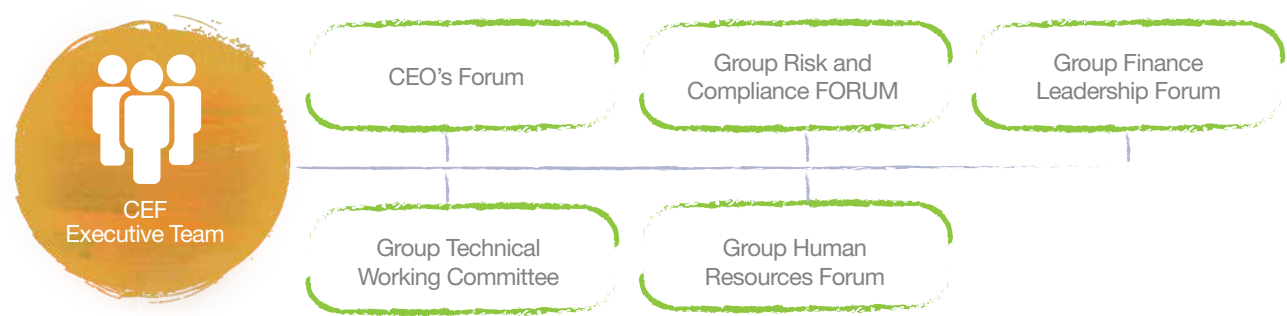 CEF
Executive Team
CEO's Forum
Group Risk and
Compliance FORUM
Group Finance
Leadership Forum
Group Technical
Working Committee
Group Human
Resources Forum